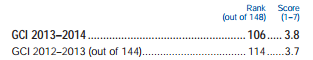 Rank Score
(out of 148) (1–7)
GCI 2013–2014 ........................................................ 106 ..... 3.8
GCI 2012–2013 (out of 144)..................................... 114 ..... 3.7